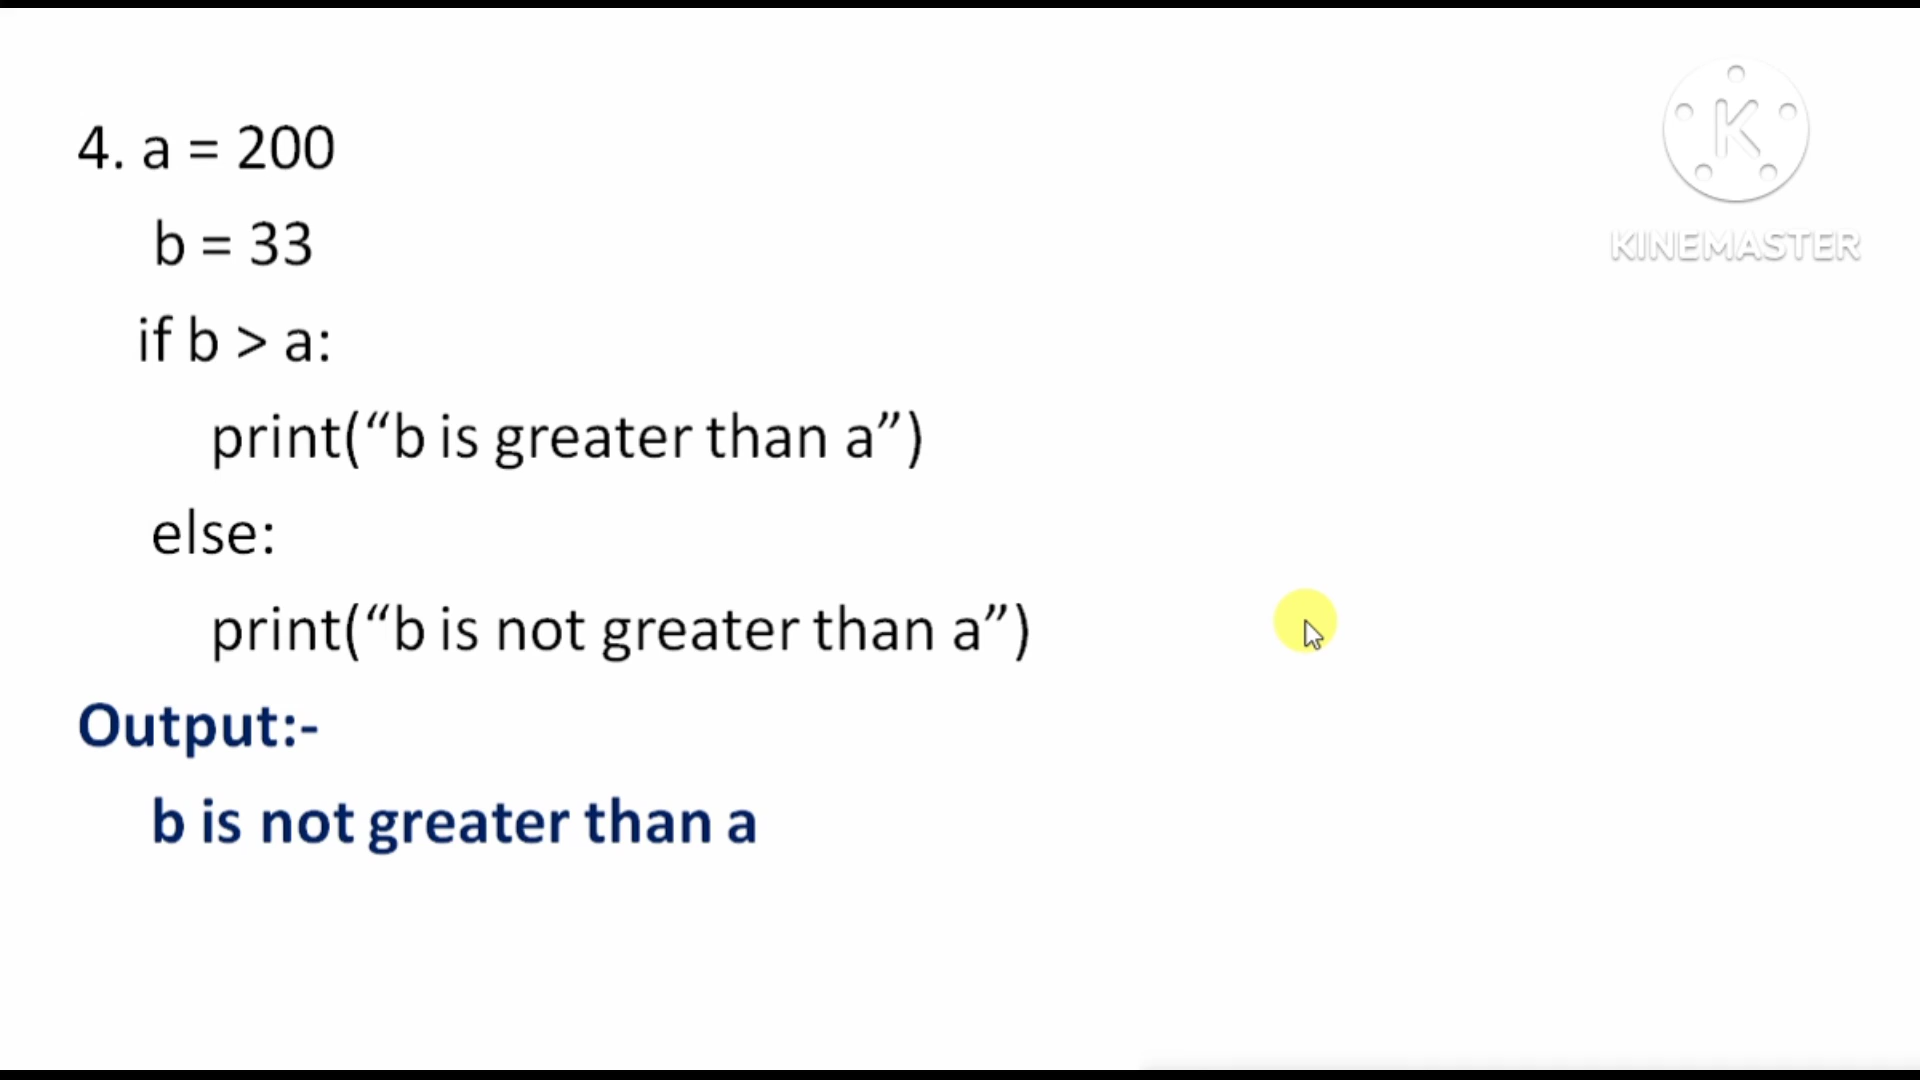 4. a = 200
b = 33
if b > a:
print(“b is greater than a”)
else:
print(“b is not greater than a”)
Output:-
b is not greater than a
K
KINEMASTER